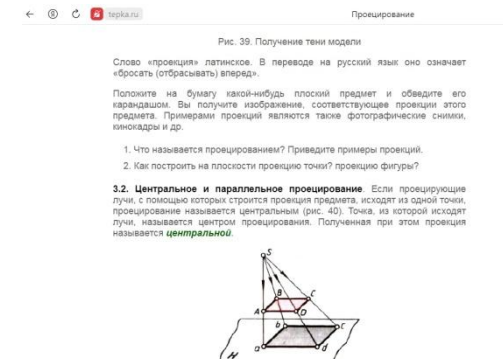 tepka.ru
Проецирование
Рис. 39. Получение тени модели
Слово «проекция» латинское. В переводе на русский язык оно означает
«бросать (отбрасывать) вперед».
Положите на бумагу какой-нибудь плоский предмет и обведите его
карандашом. Вы получите изображение, соответствующее проекции этого
предмета. Примерами проекций являются также фотографические снимки,
кинокадры и др.
1. Что называется проецированием? Приведите примеры проекций.
2. Как построить на плоскости проекцию точки? проекцию фигуры?
3.2. Центральное и параллельное проецирование. Если проецирующие
лучи, с помощью которых строится проекция предмета, исходят из одной точки,
проецирование называется центральным (рис. 40). Точка, из которой исходят
лучи, называется центром проецирования. Полученная при этом проекция
называется центральной.
S
B C
A D
b c
a d
H